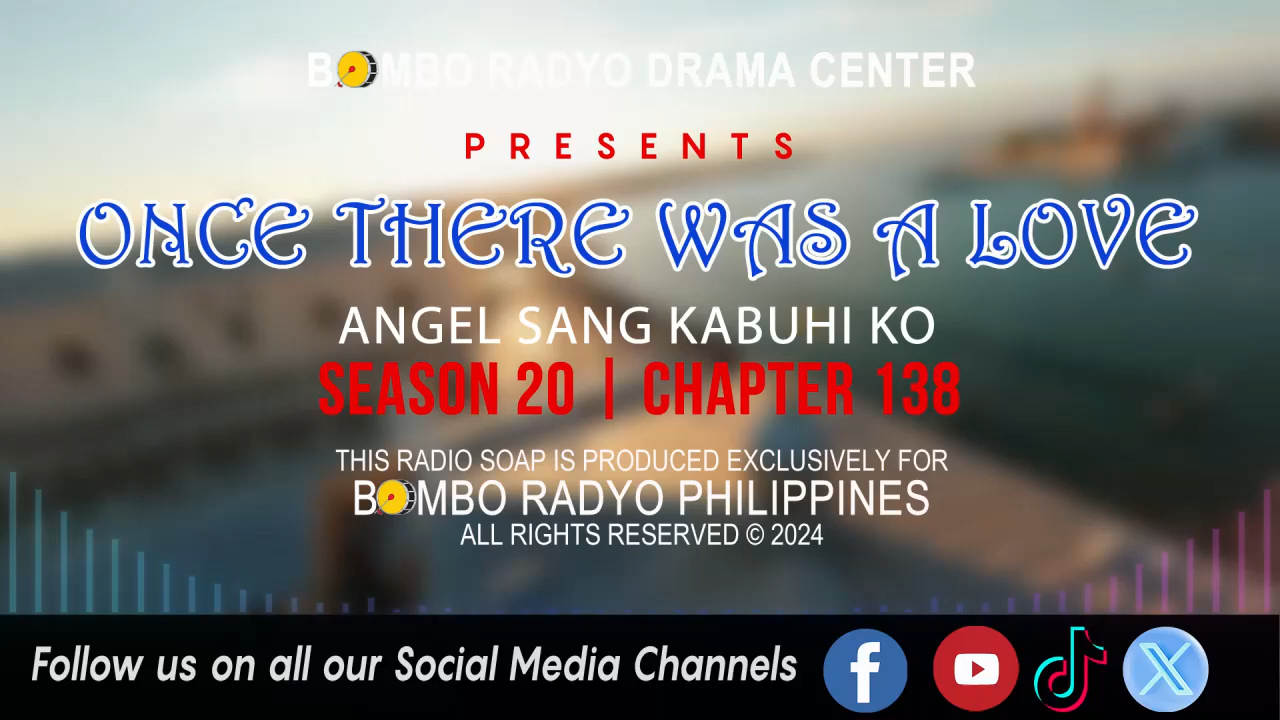 BOMBO RADYO DRAMA CENTER
PRESENTS
ONCE THERE WAS A LOVE
ANGEL SANG KABUHI KO
SEASON 20 | CHAPTER 138
THIS RADIO SOAP IS PRODUCED EXCLUSIVELY FOR
BOMBO RADYO PHILIPPINES
ALL RIGHTS RESERVED © 2024
Follow us on all our Social Media Channels